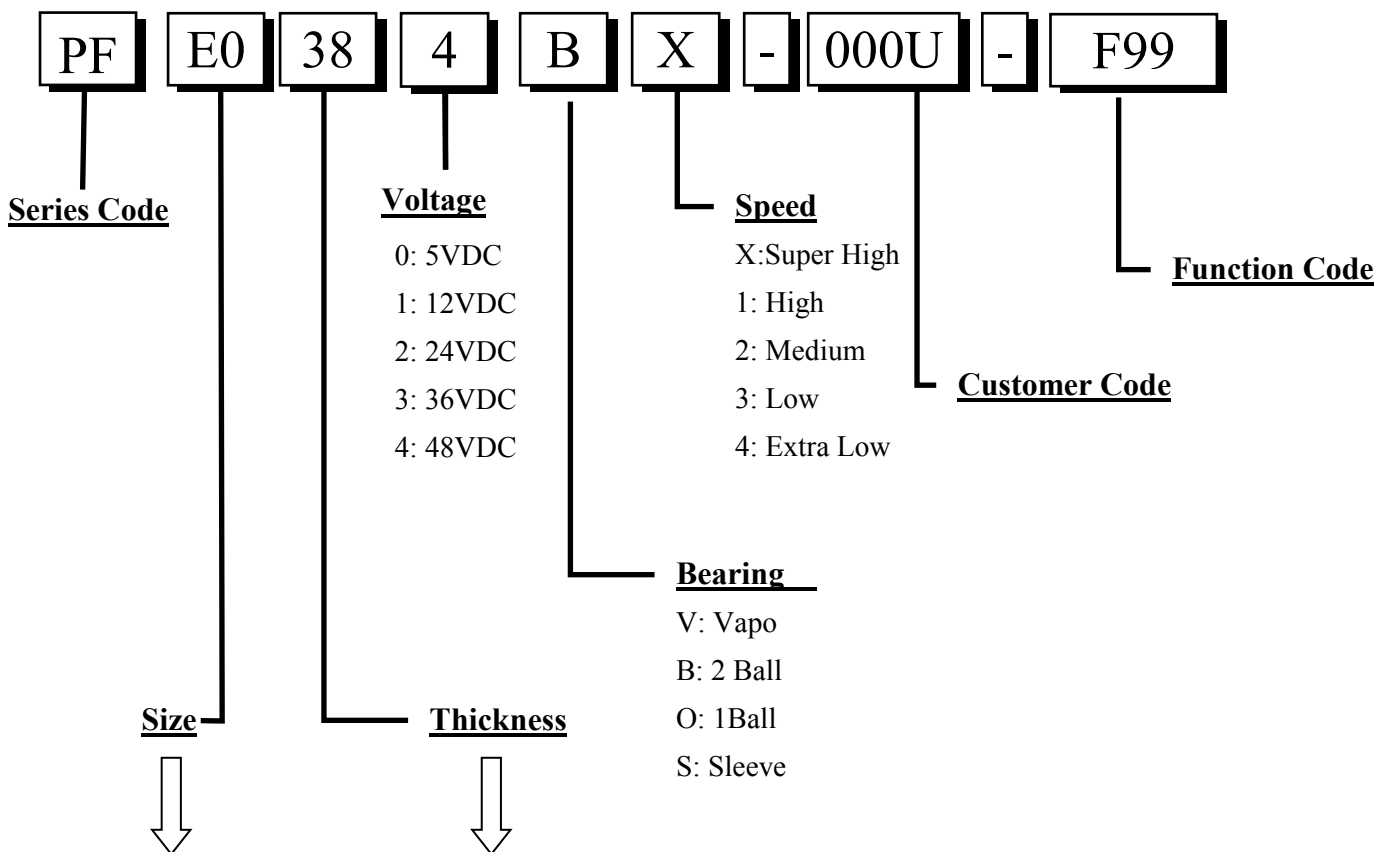 PF E0 38 4 B X - 000U - F99
Series Code
Voltage
0: 5VDC
1: 12VDC
2: 24VDC
3: 36VDC
4: 48VDC
Speed
X:Super High
1: High
2: Medium
3: Low
4: Extra Low
Function Code
Customer Code
Bearing
V: Vapo
B: 2 Ball
O: 1Ball
S: Sleeve
Size
Thickness